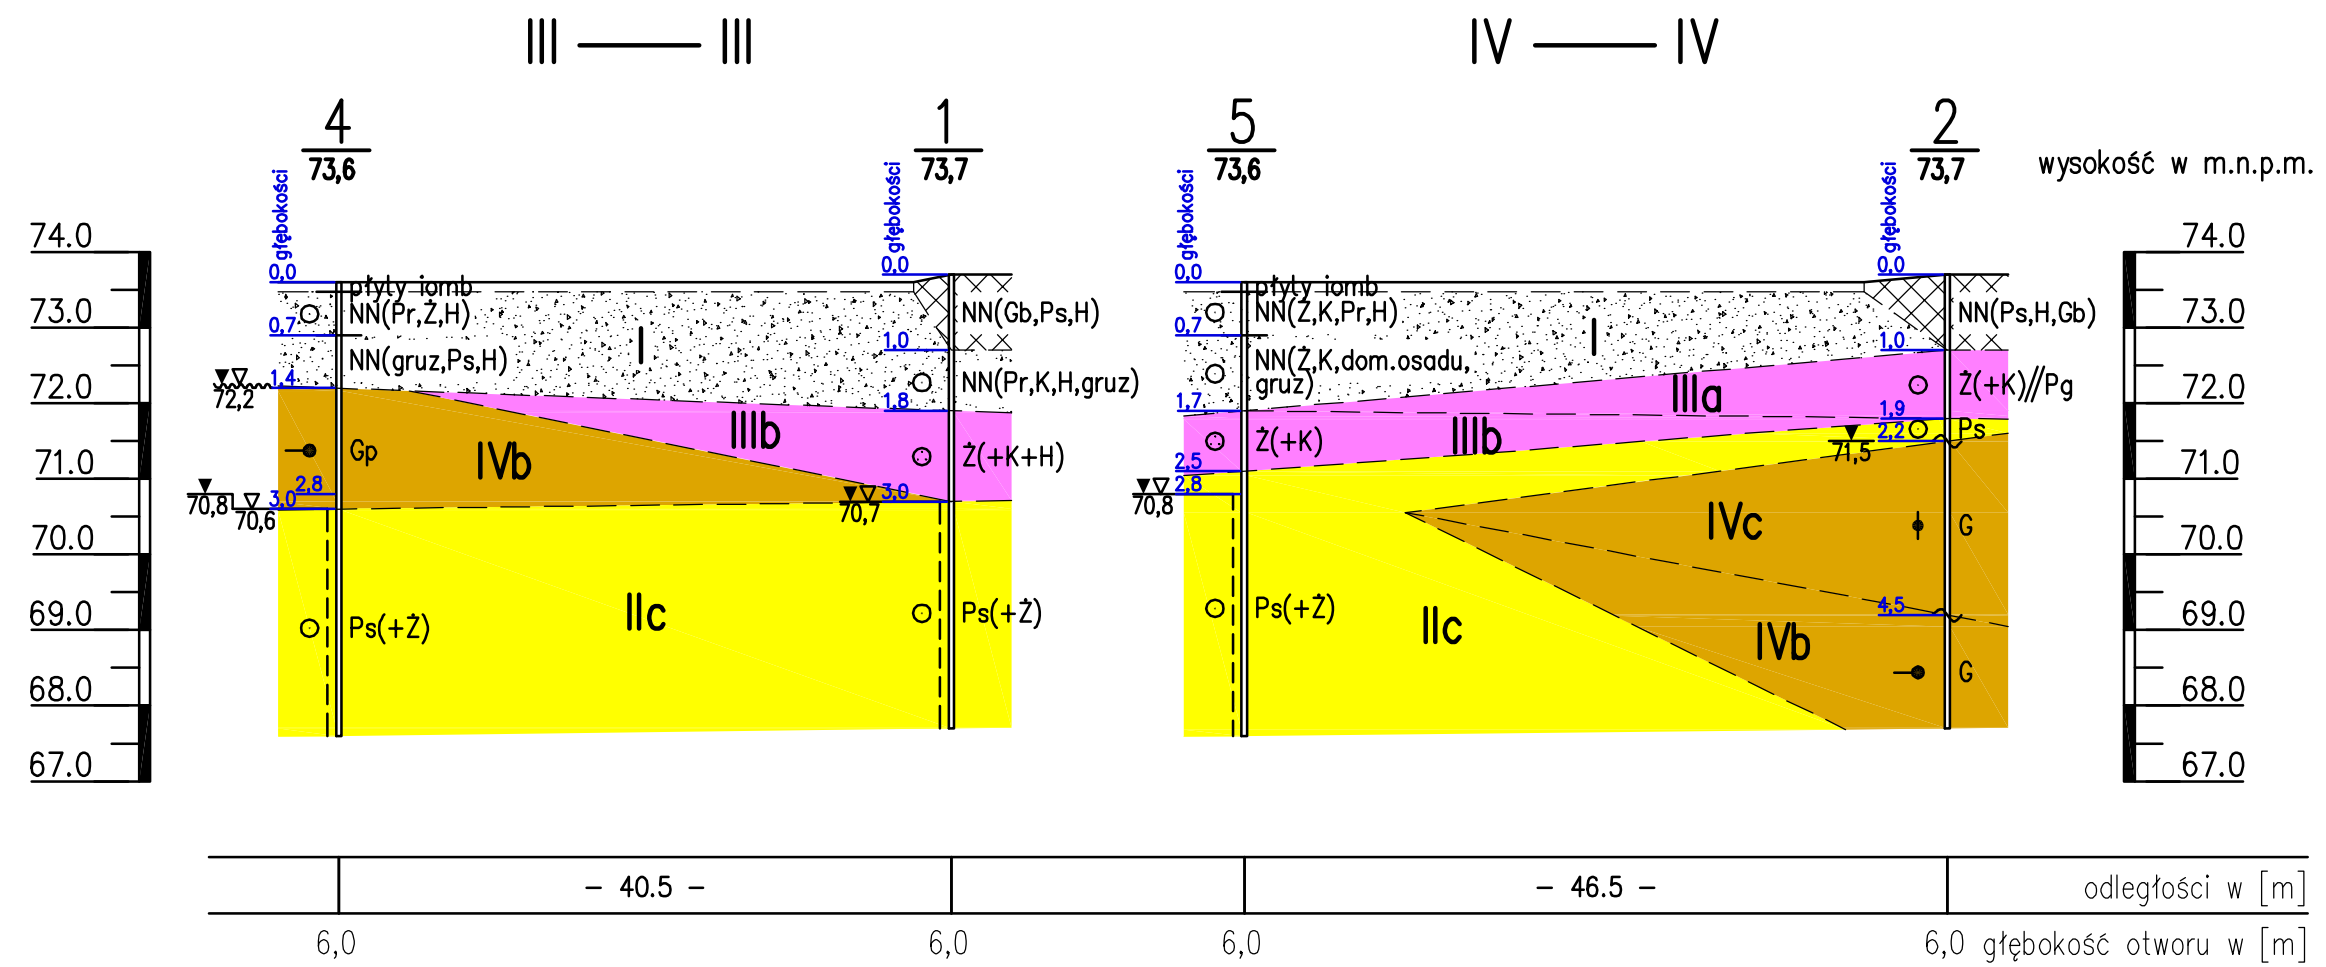 III — III
IV — IV
4
73,6
1
73,7
5
73,6
2
73,7
wysokość w m.n.p.m.
głębokości
głębokości
głębokości
głębokości
74.0
73.0
72.0
71.0
70.0
69.0
68.0
67.0
0,0
płyty iomb
NN(Pr,Ż,H)
0,7
NN(gruz,Ps,H)
1,4
72,2
Gp
2,8
3,0
70,8
70,6
Ps(+Ż)
I
IIIb
IVb
IIc
0,0
NN(Gb,Ps,H)
1,0
NN(Pr,K,H,gruz)
1,8
Ż(+K+H)
3,0
70,7
Ps(+Ż)
0,0
płyty iomb
NN(Ż,K,Pr,H)
0,7
NN(Ż,K,dom.osadu,
gruz)
1,7
Ż(+K)
2,5
2,8
70,8
Ps(+Ż)
I
IIIa
IIIb
IVc
IIc
IVb
0,0
NN(Ps,H,Gb)
1,0
Ż(+K)//Pg
1,9
Ps
2,2
71,5
G
4,5
G
74.0
73.0
72.0
71.0
70.0
69.0
68.0
67.0
– 40.5 –
– 46.5 –
odległości w [m]
6,0
6,0
6,0
6,0 głębokość otworu w [m]